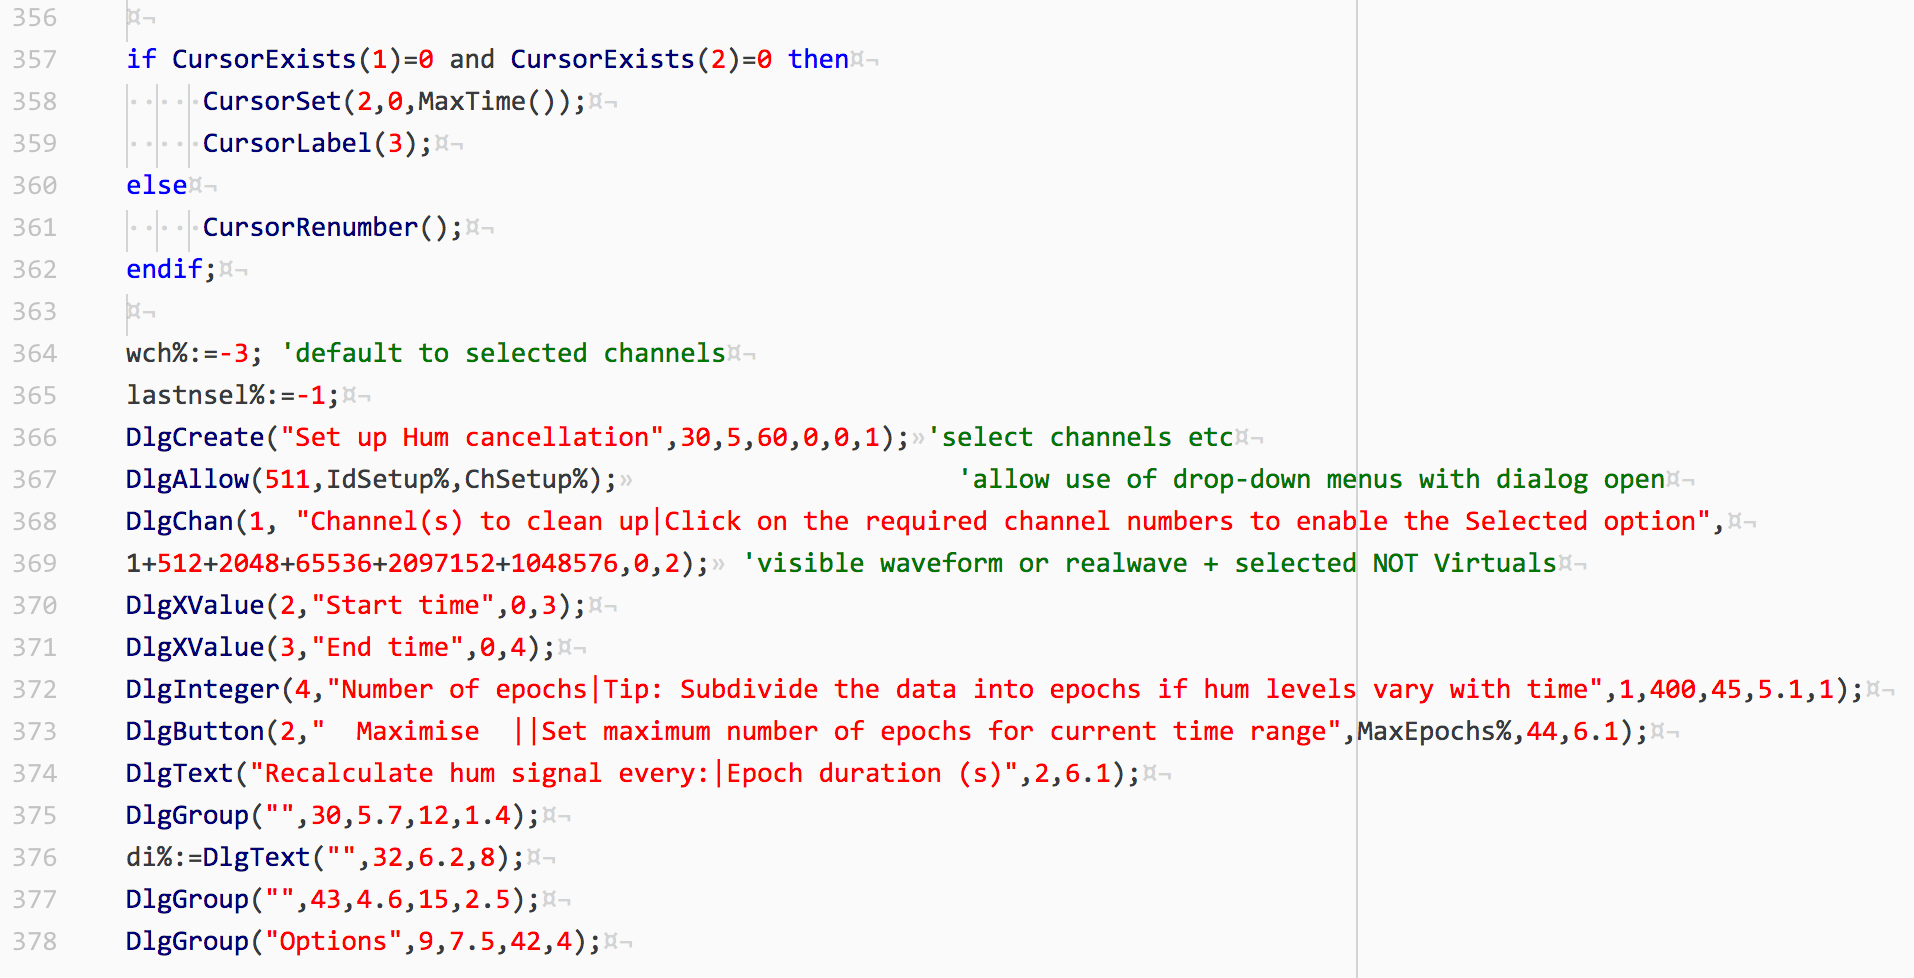 356 ¤¬
357 if CursorExists(1)=0 and CursorExists(2)=0 then¤¬
358 ·····CursorSet(2,0,MaxTime());¤¬
359 ·····CursorLabel(3);¤¬
360 else¤¬
361 ·····CursorRenumber();¤¬
362 endif;¤¬
363 ¤¬
364 wch%:=-3; 'default to selected channels¤¬
365 lastnsel%:=-1;¤¬
366 DlgCreate("Set up Hum cancellation",30,5,60,0,0,1);» 'select channels etc¤¬
367 DlgAllow(511,IdSetup%,ChSetup%);» 'allow use of drop-down menus with dialog open¤¬
368 DlgChan(1, "Channel(s) to clean up|Click on the required channel numbers to enable the Selected option",¤¬
369 1+512+2048+65536+2097152+1048576,0,2);» 'visible waveform or realwave + selected NOT Virtuals¤¬
370 DlgXValue(2,"Start time",0,3);¤¬
371 DlgXValue(3,"End time",0,4);¤¬
372 DlgInteger(4,"Number of epochs|Tip: Subdivide the data into epochs if hum levels vary with time",1,400,45,5.1,1);¤¬
373 DlgButton(2,"  Maximise  ||Set maximum number of epochs for current time range",MaxEpochs%,44,6.1);¤¬
374 DlgText("Recalculate hum signal every:|Epoch duration (s)",2,6.1);¤¬
375 DlgGroup("",30,5.7,12,1.4);¤¬
376 di%:=DlgText("",32,6.2,8);¤¬
377 DlgGroup("",43,4.6,15,2.5);¤¬
378 DlgGroup("Options",9,7.5,42,4);¤¬